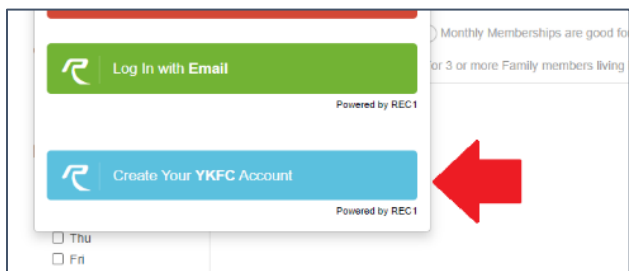 Monthly Memberships are good for
Log In with Email
or 3 or more Family members living
Powered by REC1
Create Your YKFC Account
Powered by REC1
Thu
Fri